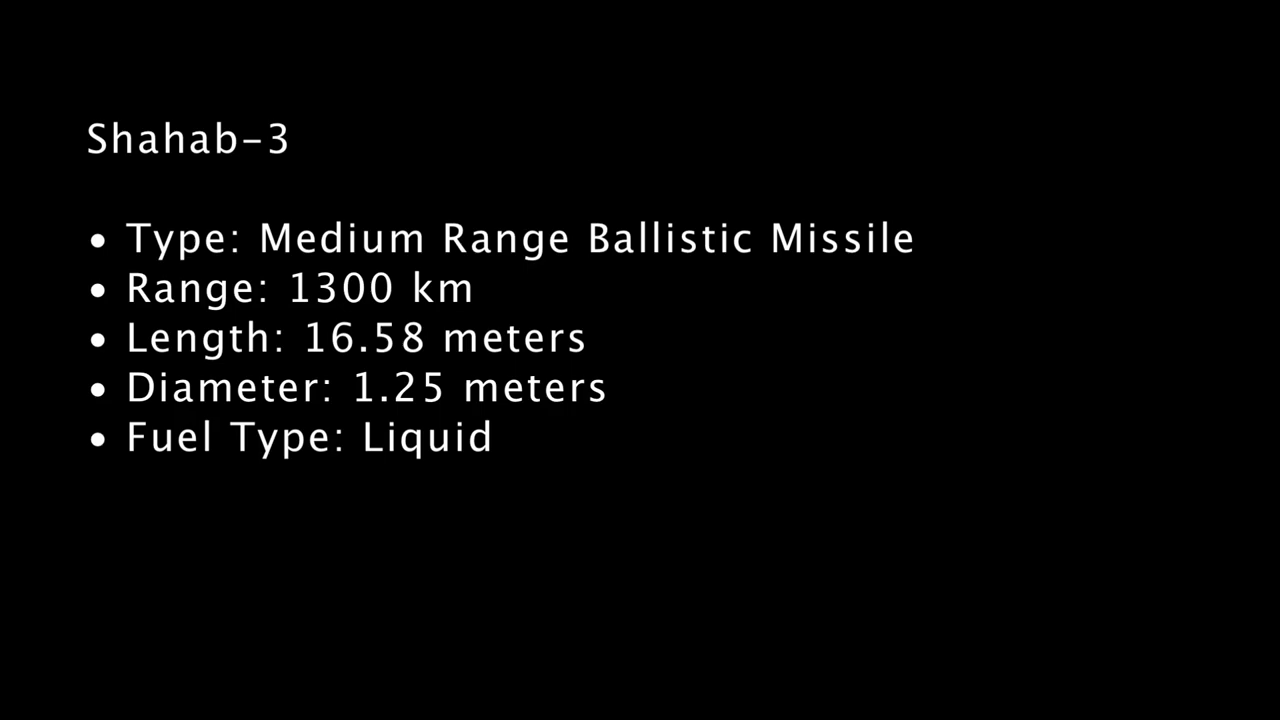 Shahab-3
• Type: Medium Range Ballistic Missile
• Range: 1300 km
• Length: 16.58 meters
• Diameter: 1.25 meters
• Fuel Type: Liquid